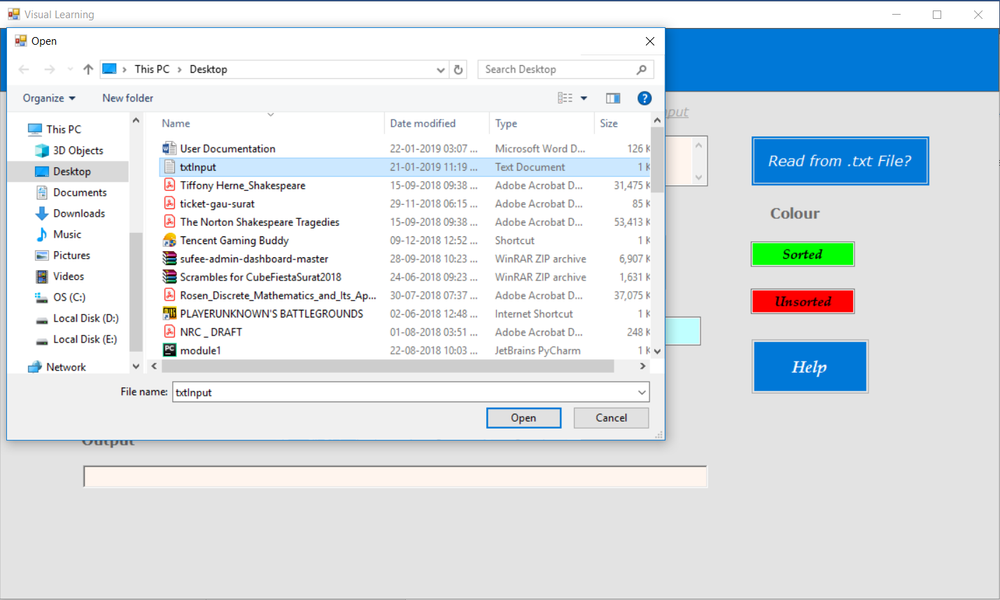 Visual Learning
Open
This PC > Desktop
Search Desktop
Organize
New folder
Name Date modified Type Size
This PC
3D Objects
Desktop
Documents
Downloads
Music
Pictures
Videos
OS (C:)
Local Disk (D:)
Local Disk (E:)
Network
User Documentation 22-01-2019 03:07 ... Microsoft Word D... 126 K
txtInput 21-01-2019 11:19 ... Text Document 1 K
Tiffony Herne_Shakespeare 15-09-2018 09:38 ... Adobe Acrobat D... 31,475 K
ticket-gau-surat 29-11-2018 06:15 ... Adobe Acrobat D... 85 K
The Norton Shakespeare Tragedies 15-09-2018 09:38 ... Adobe Acrobat D... 53,413 K
Tencent Gaming Buddy 09-12-2018 12:52 ... Shortcut 1 K
sufee-admin-dashboard-master 28-09-2018 10:23 ... WinRAR ZIP archive 6,907 K
Scrambles for CubeFiestaSurat2018 24-06-2018 09:23 ... WinRAR ZIP archive 1,631 K
Rosen_Discrete_Mathematics_and_Its_Ap... 30-07-2018 07:37 ... Adobe Acrobat D... 37,075 K
PLAYERUNKNOWN'S BATTLEGROUNDS 02-06-2018 12:48 ... Internet Shortcut 1 K
NRC _ DRAFT 01-08-2018 03:51 ... Adobe Acrobat D... 248 K
module1 22-08-2018 10:03 ... JetBrains PyCharm 1 K
File name: txtInput
Open Cancel
put
Read from .txt File?
Colour
Sorted
Unsorted
Help
Output